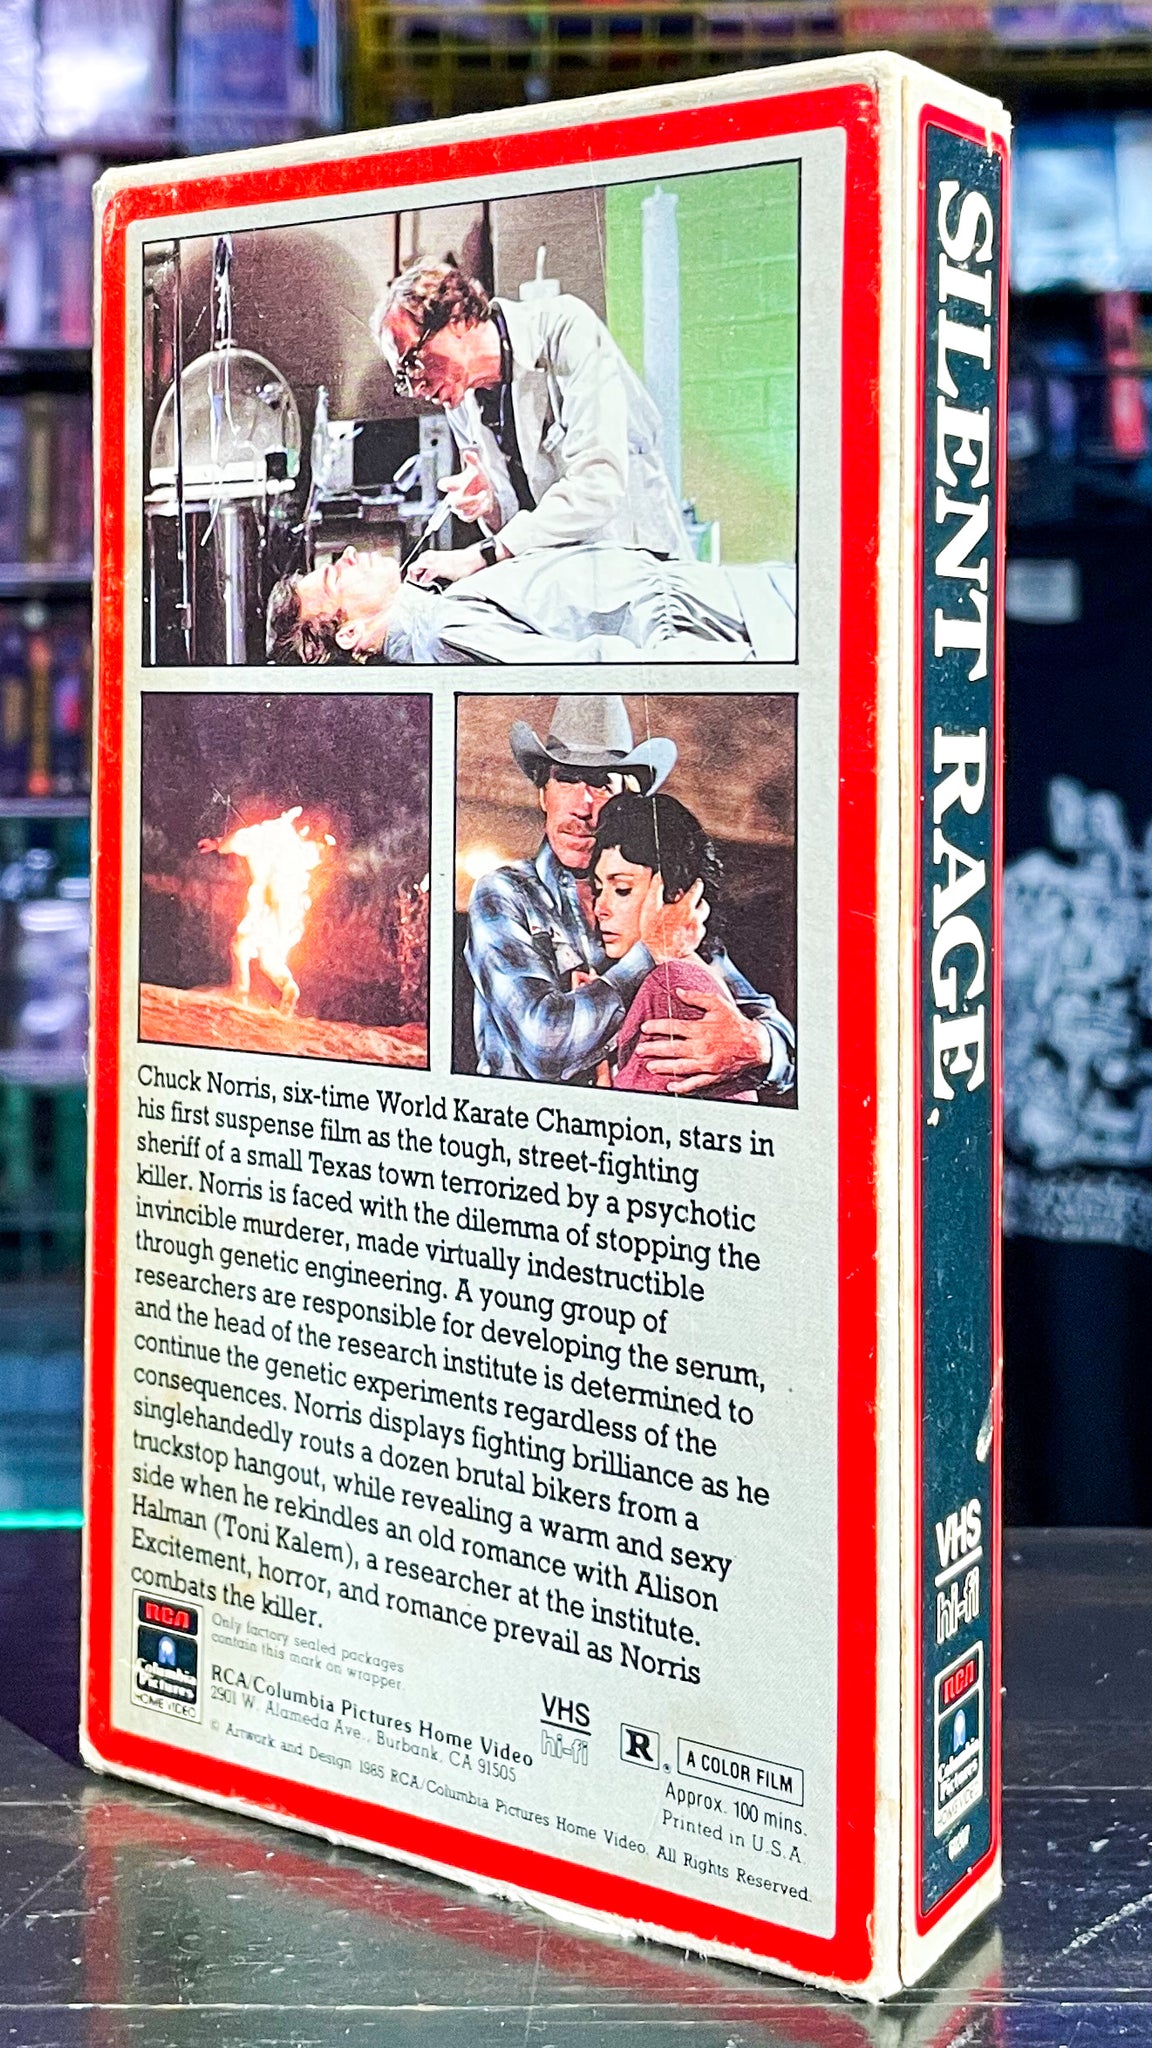 Chuck Norris, six-time World Karate Champion, stars in
his first suspense film as the tough, street-fighting
sheriff of a small Texas town terrorized by a psychotic
killer. Norris is faced with the dilemma of stopping the
invincible murderer, made virtually indestructible
through genetic engineering. A young group of
researchers are responsible for developing the serum,
and the head of the research institute is determined to
continue the genetic experiments regardless of the
consequences. Norris displays fighting brilliance as he
singlehandedly routs a dozen brutal bikers from a
truckstop hangout, while revealing a warm and sexy
side when he rekindles an old romance with Alison
Halman (Toni Kalem), a researcher at the institute.
Excitement, horror, and romance prevail as Norris
combats the killer.
RCA
Columbia
Pictures
HOME VIDEO
Only factory sealed packages
contain this mark on wrapper.
RCA/Columbia Pictures Home Video
2901 W. Alameda Ave., Burbank, CA 91505
© Artwork and Design 1985 RCA/Columbia Pictures Home Video. All Rights Reserved.
VHS
hi-fi
R
A COLOR FILM
Approx. 100 mins.
Printed in U.S.A.
SILENT RAGE
VHS
hi-fi
RCA
Columbia
Pictures